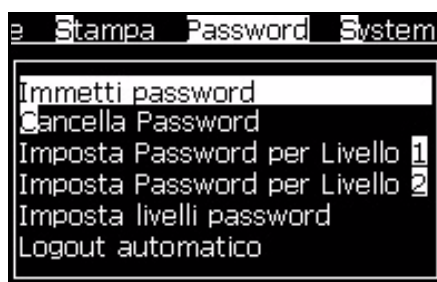 e Stampa Password System
Immetti password
Cancella Password
Imposta Password per Livello 1
Imposta Password per Livello 2
Imposta livelli password
Logout automatico